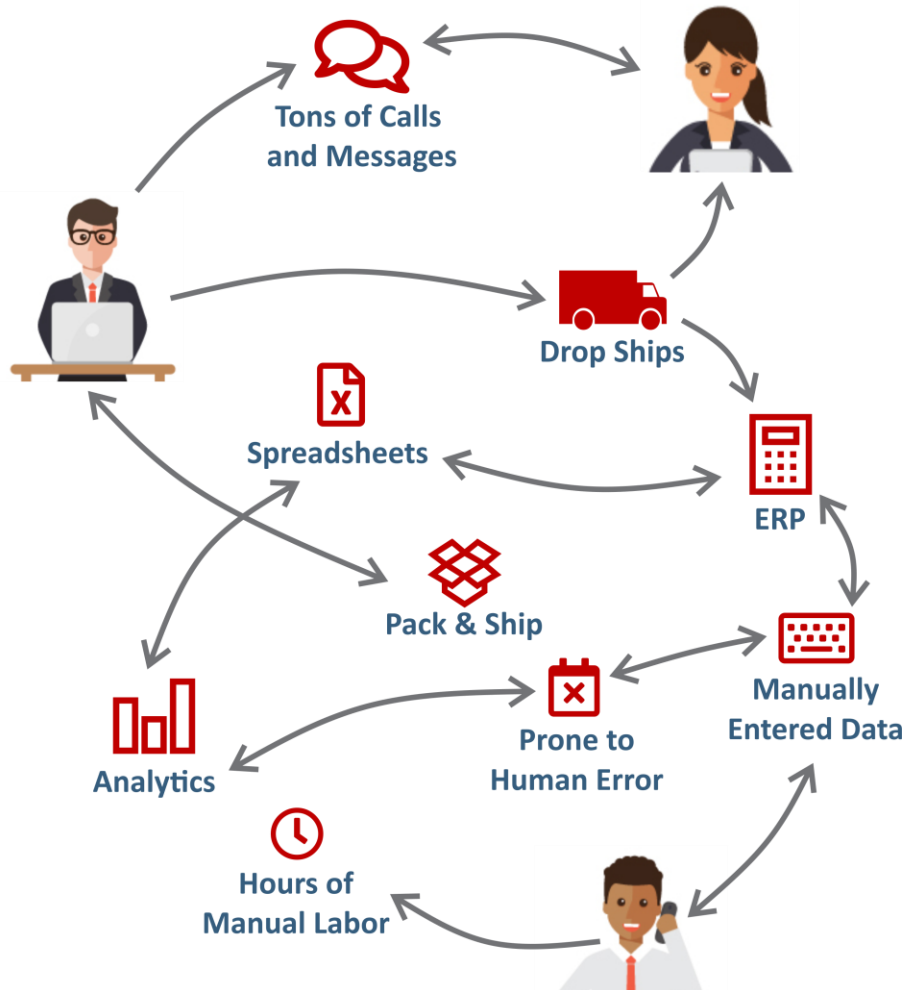 Tons of Calls
and Messages
Drop Ships
Spreadsheets
ERP
Pack & Ship
Manually
Entered Data
Prone to
Human Error
Analytics
Hours of
Manual Labor